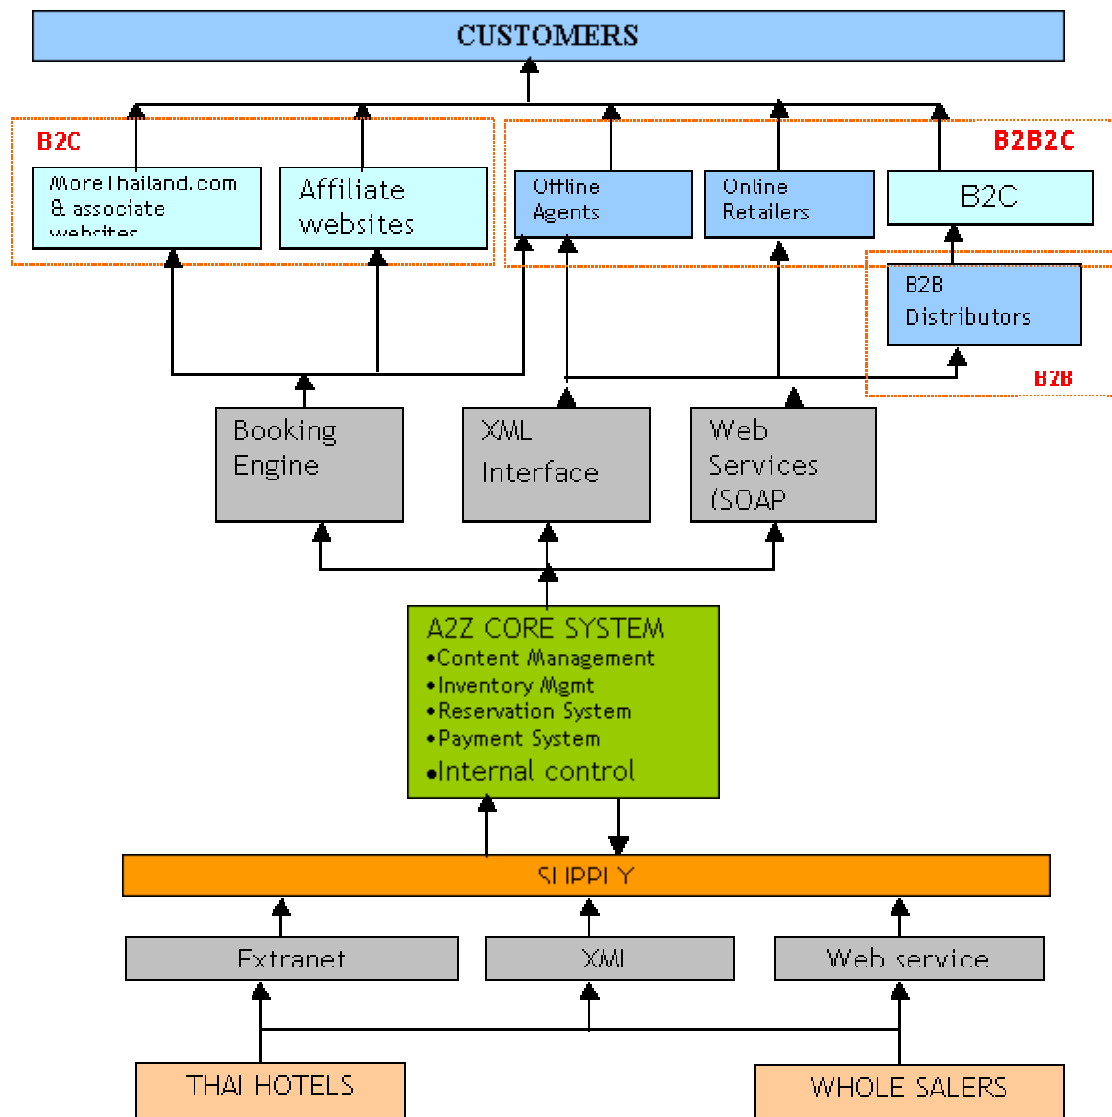 CUSTOMERS
B2C
B2B2C
MoreThailand.com
& associate
websites
Affiliate
websites
Offline
Agents
Online
Retailers
B2C
B2B
Distributors
B2B
Booking
Engine
XML
Interface
Web
Services
(SOAP
A2Z CORE SYSTEM
•Content Management
•Inventory Mgmt
•Reservation System
•Payment System
•Internal control
SUPPLY
Extranet
XML
Web service
THAI HOTELS
WHOLE SALERS